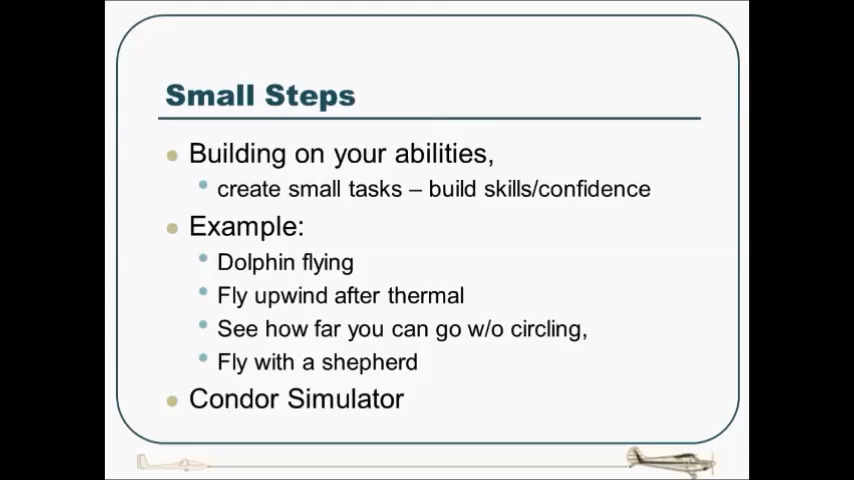 Small Steps
Building on your abilities,
create small tasks – build skills/confidence
Example:
Dolphin flying
Fly upwind after thermal
See how far you can go w/o circling,
Fly with a shepherd
Condor Simulator